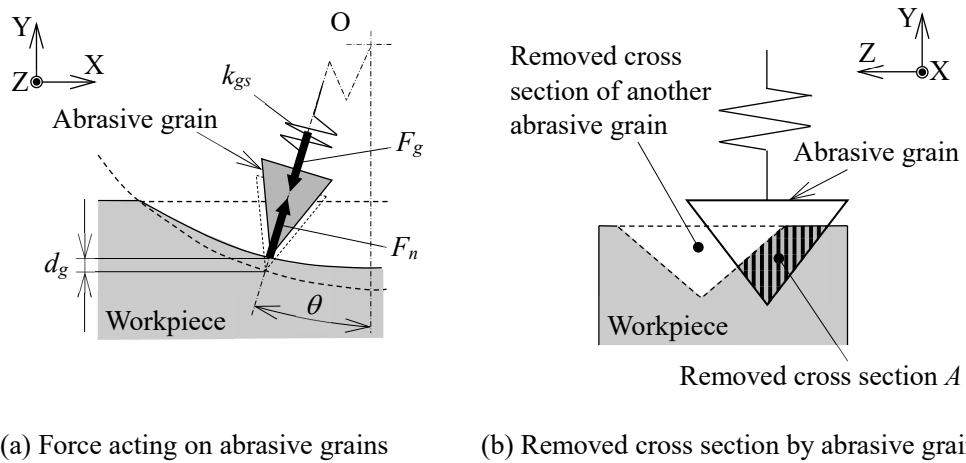 Y
Z
X
O
k_gs
Abrasive grain
F_g
F_n
d_g
θ
Workpiece
(a) Force acting on abrasive grains
Y
Z
X
Removed cross
section of another
abrasive grain
Abrasive grain
Workpiece
Removed cross section A
(b) Removed cross section by abrasive grai